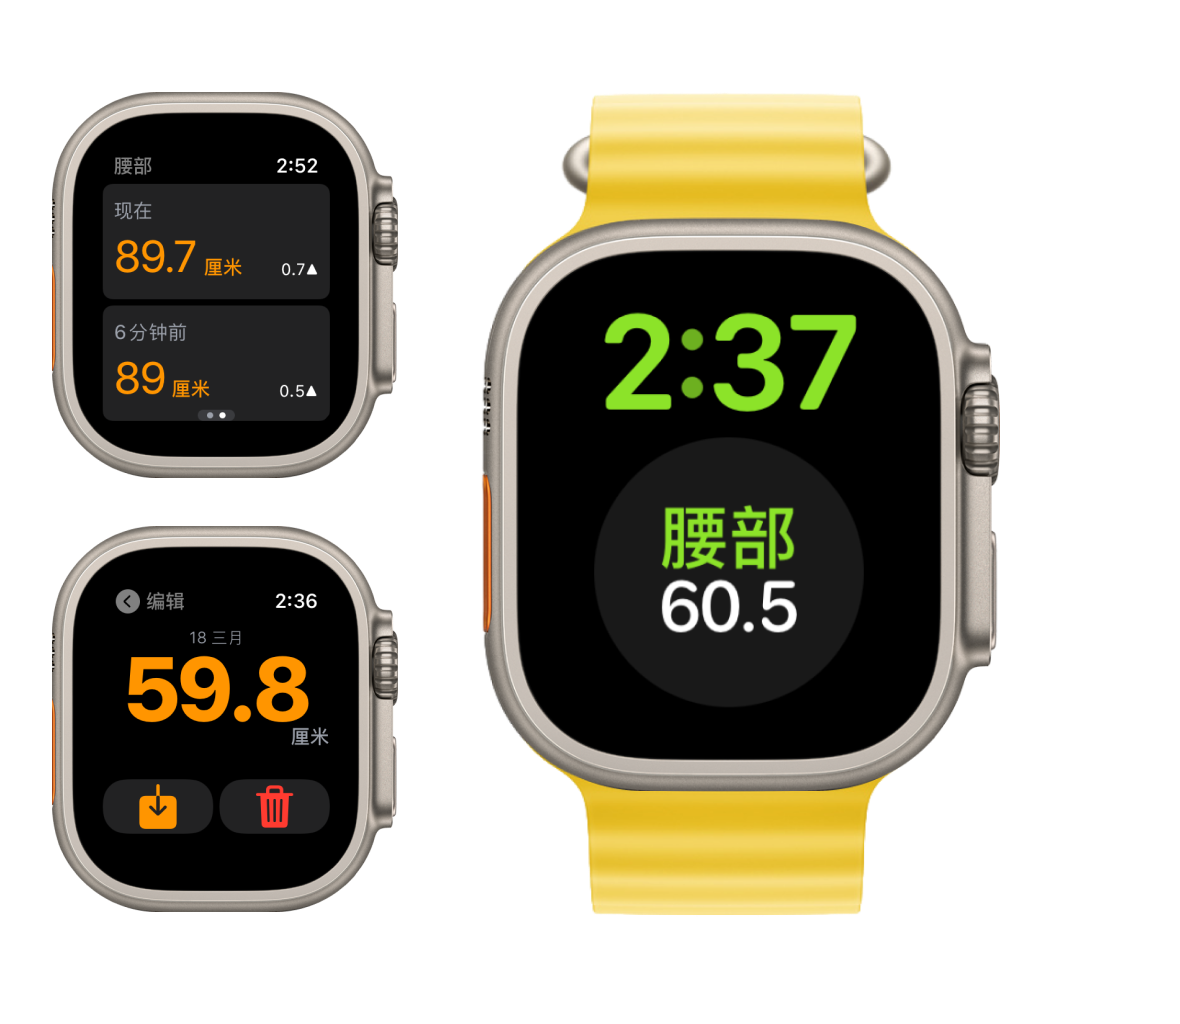 腰部 2:52
现在
89.7 厘米 0.7▲
6分钟前
89 厘米 0.5▲
编辑 2:36
18 三月
59.8
厘米
2:37
腰部
60.5